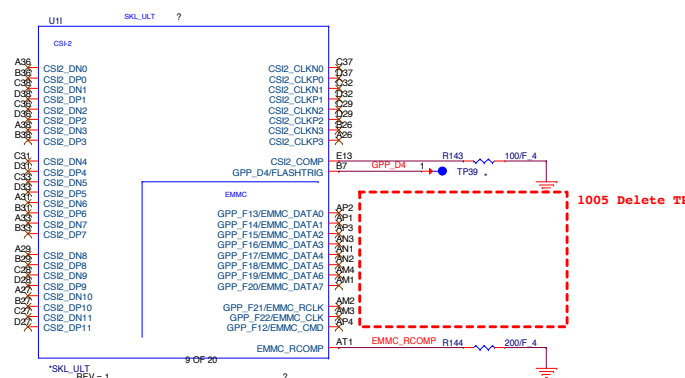 U1I SKL_ULT ?
CSI-2
A36 CSI2_DN0 CSI2_CLKN0 C37
B36 CSI2_DP0 CSI2_CLKP0 D37
C38 CSI2_DN1 CSI2_CLKN1 C32
D38 CSI2_DP1 CSI2_CLKP1 D32
C36 CSI2_DN2 CSI2_CLKN2 C29
D36 CSI2_DP2 CSI2_CLKP2 D29
A38 CSI2_DN3 CSI2_CLKN3 B26
B38 CSI2_DP3 CSI2_CLKP3 A26
C31 CSI2_DN4 CSI2_COMP E13 R143 100/F_4
D31 CSI2_DP4 GPP_D4/FLASHTRIG B7 GPP_D4 1 TP39
C33 CSI2_DN5
D33 CSI2_DP5 EMMC
A31 CSI2_DN6
B31 CSI2_DP6 GPP_F13/EMMC_DATA0 AP2
A33 CSI2_DN7 GPP_F14/EMMC_DATA1 AP1
B33 CSI2_DP7 GPP_F15/EMMC_DATA2 AP3
GPP_F16/EMMC_DATA3 AN3
A29 CSI2_DN8 GPP_F17/EMMC_DATA4 AN1
B29 CSI2_DP8 GPP_F18/EMMC_DATA5 AN2
C28 CSI2_DN9 GPP_F19/EMMC_DATA6 AM4
D28 CSI2_DP9 GPP_F20/EMMC_DATA7 AM1
A27 CSI2_DN10
B27 CSI2_DP10 GPP_F21/EMMC_RCLK AM2
C27 CSI2_DN11 GPP_F22/EMMC_CLK AM3
D27 CSI2_DP11 GPP_F12/EMMC_CMD AP4
EMMC_RCOMP AT1 EMMC_RCOMP R144 200/F_4
1005 Delete
9 OF 20
*SKL_ULT
REV = 1 ?